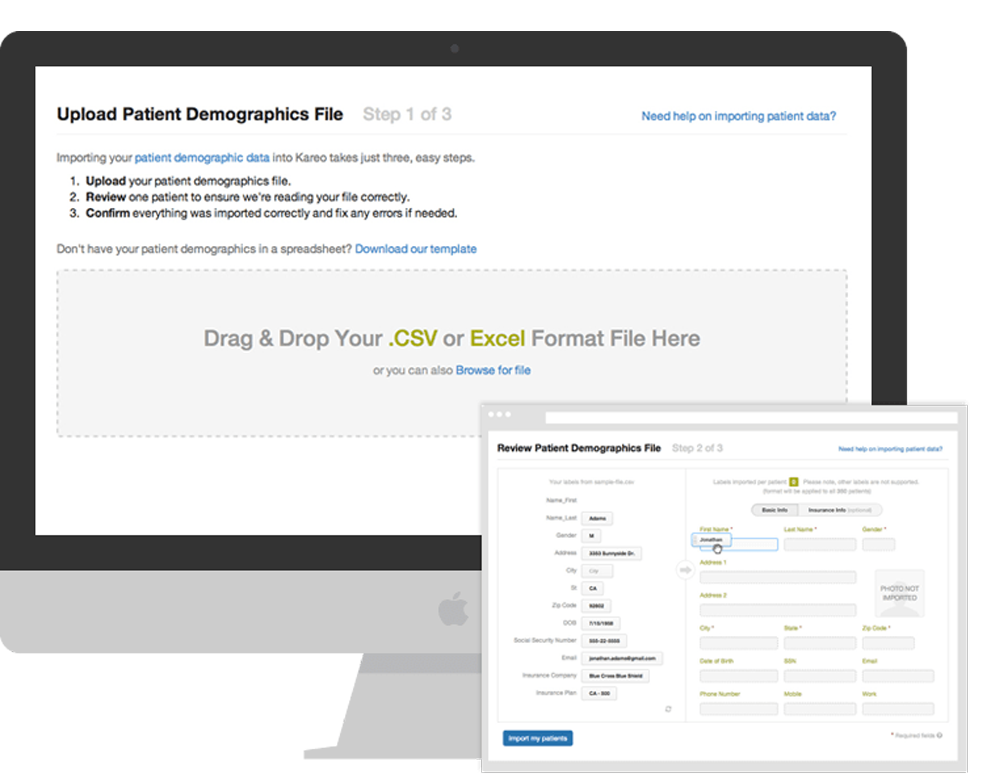 Upload Patient Demographics File Step 1 of 3
Need help on importing patient data?
Importing your patient demographic data into Kareo takes just three, easy steps.
1. Upload your patient demographics file.
2. Review one patient to ensure we're reading your file correctly.
3. Confirm everything was imported correctly and fix any errors if needed.
Don't have your patient demographics in a spreadsheet? Download our template
Drag & Drop Your .CSV or Excel Format File Here
or you can also Browse for file
Review Patient Demographics File Step 2 of 3
Need help on importing patient data?
Your labels from sample-file.csv
Name_First
Name_Last Adams
Gender M
Address 3353 Sunnyside Dr.
City City
St CA
Zip Code 92802
DOB 7/15/1968
Social Security Number 555-22-5555
Email jonathan.adams@gmail.com
Insurance Company Blue Cross Blue Shield
Insurance Plan CA - 500
Import my patients
Labels imported per patient 0 Please note, other labels are not supported.
(format will be applied to all 350 patients)
Basic Info Insurance Info (optional)
First Name * Last Name * Gender *
Jonathan
Address 1
Address 2
PHOTO NOT
IMPORTED
City * State * Zip Code *
Date of Birth SSN Email
Phone Number Mobile Work
* Required fields